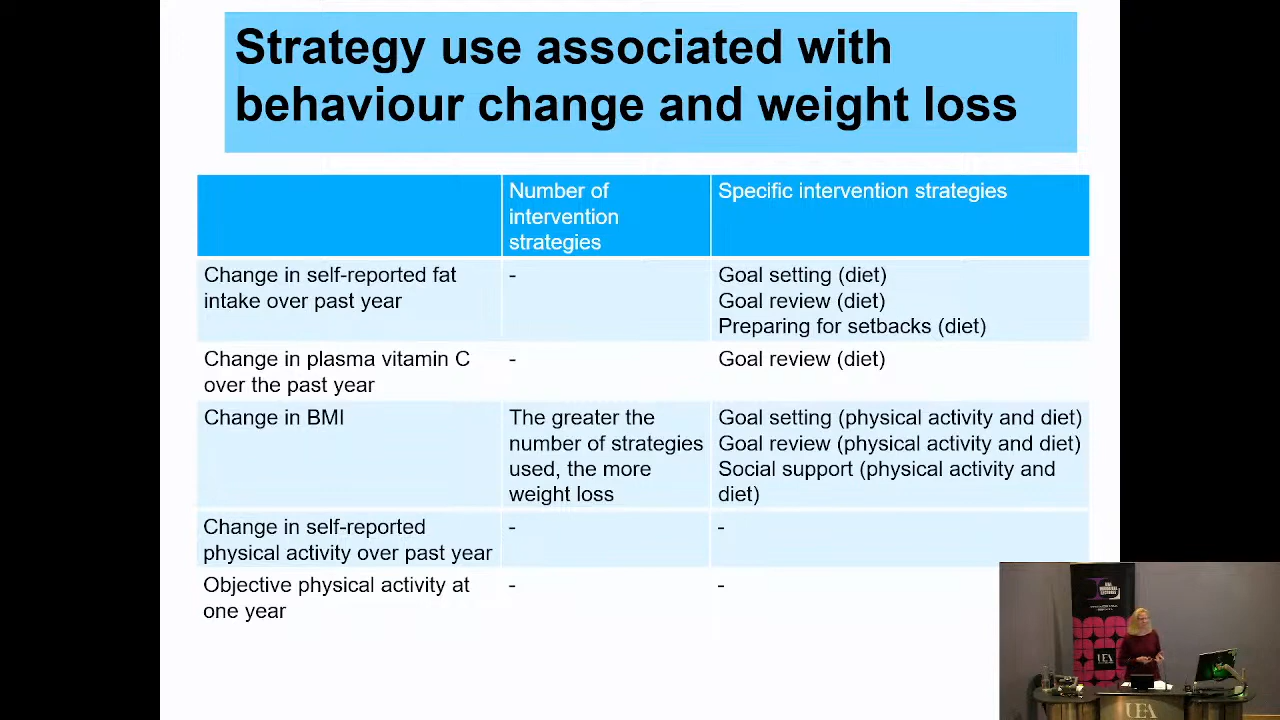 Strategy use associated with
behaviour change and weight loss
Number of
intervention
strategies
Specific intervention strategies
Change in self-reported fat
intake over past year
-
Goal setting (diet)
Goal review (diet)
Preparing for setbacks (diet)
Change in plasma vitamin C
over the past year
-
Goal review (diet)
Change in BMI
The greater the
number of strategies
used, the more
weight loss
Goal setting (physical activity and diet)
Goal review (physical activity and diet)
Social support (physical activity and
diet)
Change in self-reported
physical activity over past year
-
-
Objective physical activity at
one year
-
-
UEA
UEA